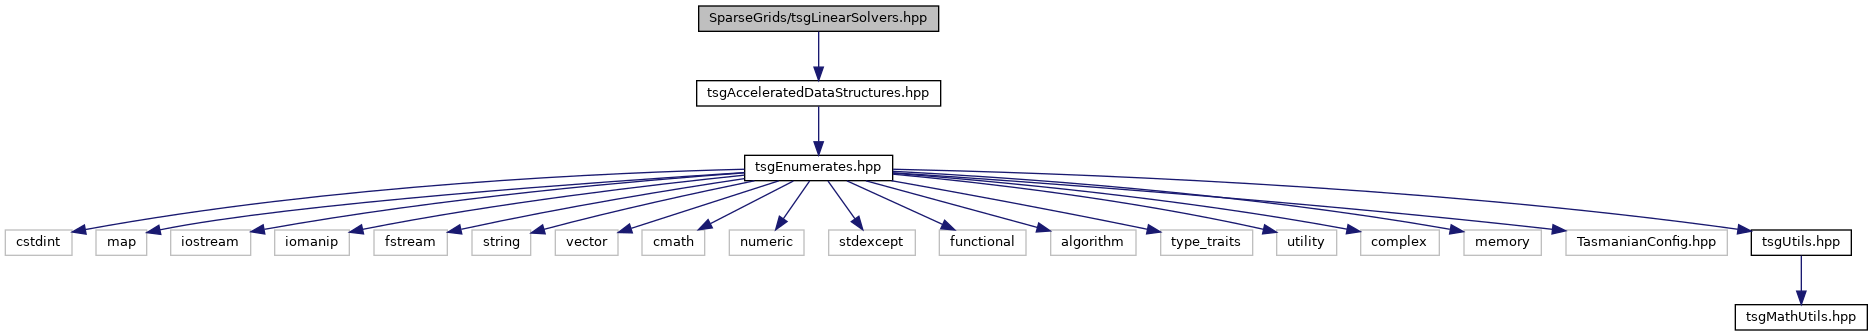 SparseGrids/tsgLinearSolvers.hpp
tsgAcceleratedDataStructures.hpp
tsgEnumerates.hpp
cstdint
map
iostream
iomanip
fstream
string
vector
cmath
numeric
stdexcept
functional
algorithm
type_traits
utility
complex
memory
TasmanianConfig.hpp
tsgUtils.hpp
tsgMathUtils.hpp